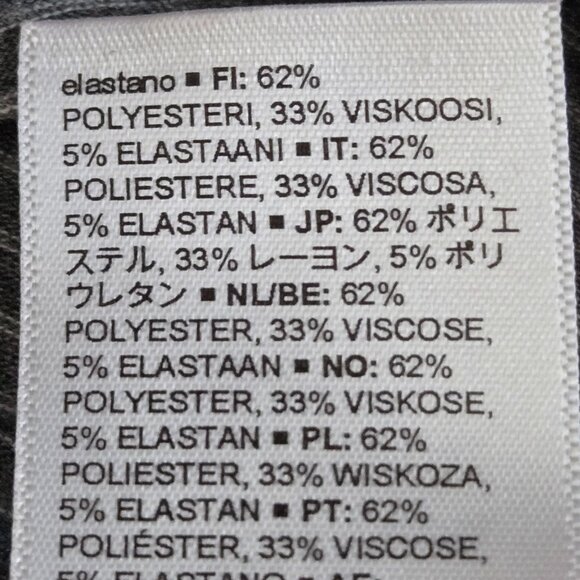 elastano ▪ FI: 62%
POLYESTERI, 33% VISKOOSI,
5% ELASTAANI ▪ IT: 62%
POLIESTERE, 33% VISCOSA,
5% ELASTAN ▪ JP: 62% ポリエ
ステル, 33% レーヨン, 5% ポリ
ウレタン ▪ NL/BE: 62%
POLYESTER, 33% VISCOSE,
5% ELASTAAN ▪ NO: 62%
POLYESTER, 33% VISKOSE,
5% ELASTAN ▪ PL: 62%
POLIESTER, 33% WISKOZA,
5% ELASTAN ▪ PT: 62%
POLIÉSTER, 33% VISCOSE,
5% ELASTANO ▪ AE: